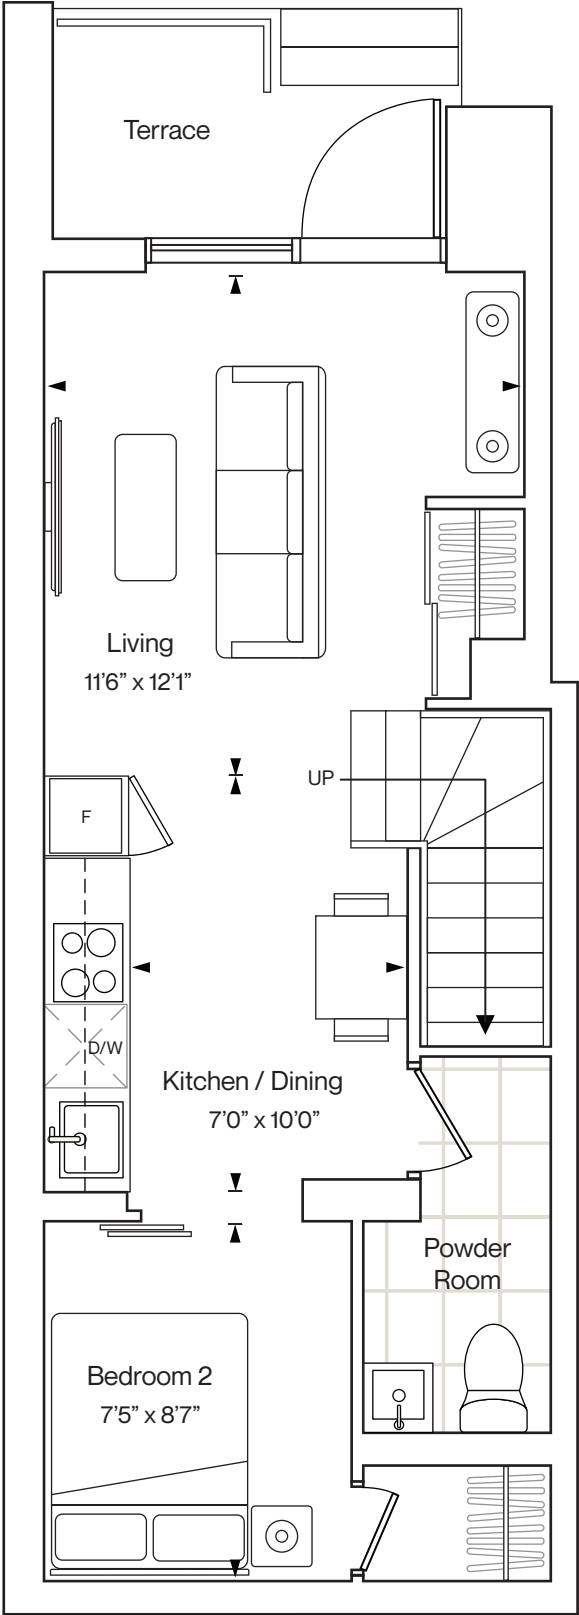 Terrace
Living
11'6” x 12'1”
UP
F
D/W
Kitchen / Dining
7'0” x 10'0”
Powder
Room
Bedroom 2
7'5” x 8'7”